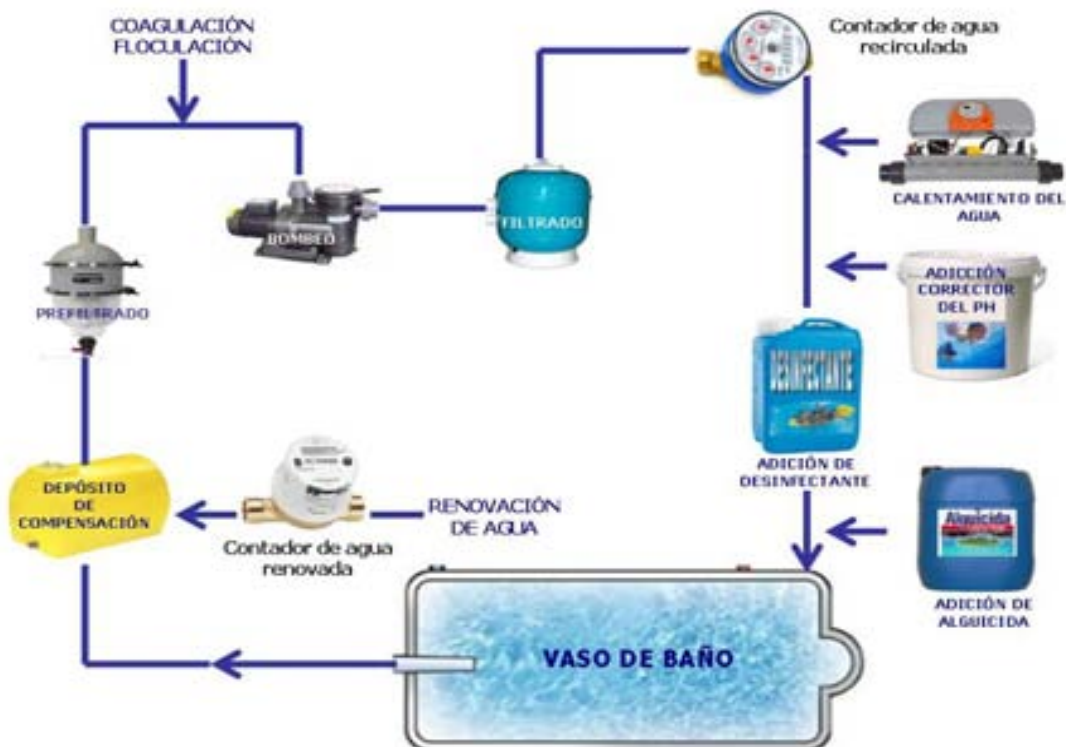 COAGULACIÓN
FLOCULACIÓN
Contador de agua
recirculada
CALENTAMIENTO DEL
AGUA
BOMBEO
FILTRADO
PREFILTRADO
ADICCIÓN
CORRECTOR
DEL PH
DESINFECTANTE
ADICIÓN DE
DESINFECTANTE
DEPÓSITO
DE
COMPENSACIÓN
RENOVACIÓN
DE AGUA
Contador de agua
renovada
Alguicida
ADICIÓN DE
ALGUICIDA
VASO DE BAÑO